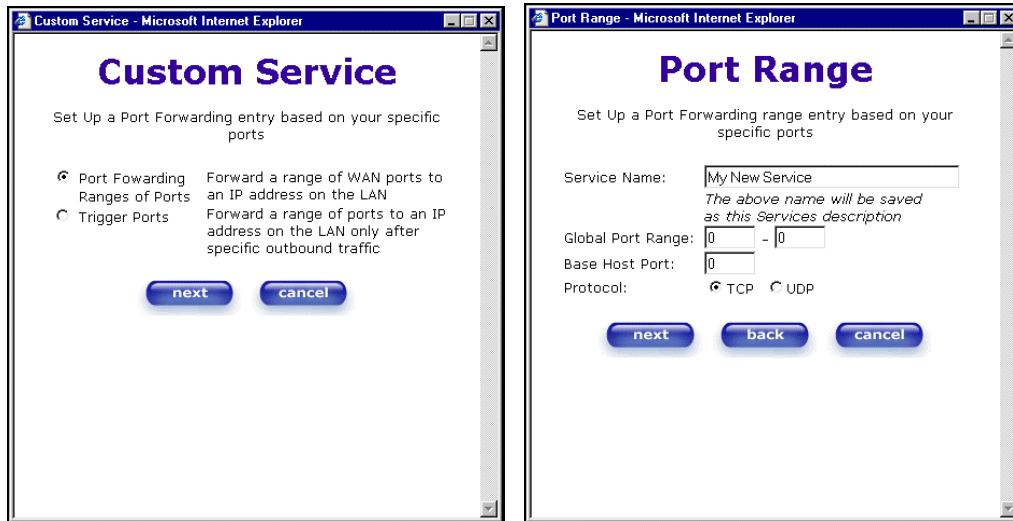 Custom Service - Microsoft Internet Explorer
Custom Service
Set Up a Port Forwarding entry based on your specific
ports
Port Fowarding
Ranges of Ports
Forward a range of WAN ports to
an IP address on the LAN
Trigger Ports
Forward a range of ports to an IP
address on the LAN only after
specific outbound traffic
next cancel
Port Range - Microsoft Internet Explorer
Port Range
Set Up a Port Forwarding range entry based on your
specific ports
Service Name: My New Service
The above name will be saved
as this Services description
Global Port Range: 0 - 0
Base Host Port: 0
Protocol: TCP UDP
next back cancel